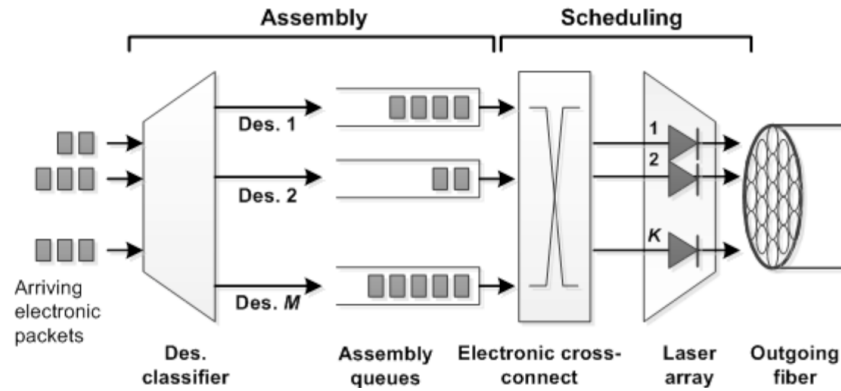 Assembly
Scheduling
Des. 1
Des. 2
Des. M
1
2
K
Arriving
electronic
packets
Des.
classifier
Assembly
queues
Electronic cross-
connect
Laser
array
Outgoing
fiber